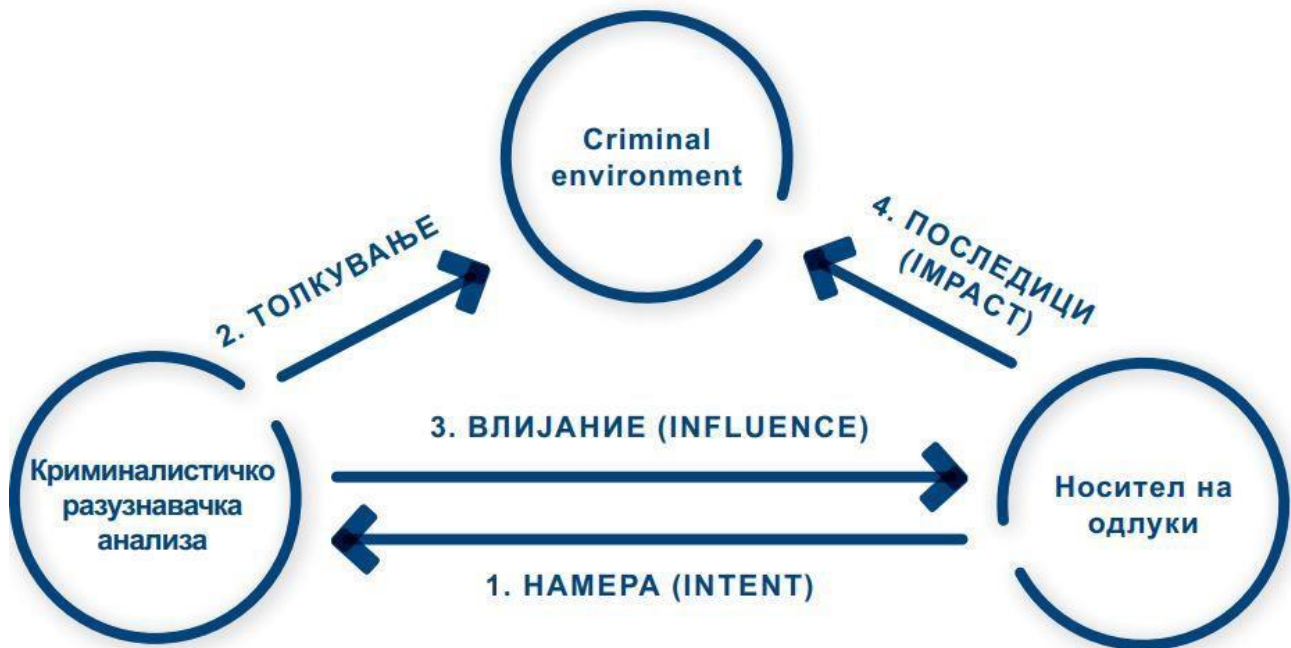 Criminal
environment
2. ТОЛКУВАЊЕ
4. ПОСЛЕДИЦИ
(IMPACT)
3. ВЛИЈАНИЕ (INFLUENCE)
Криминалистичко
разузнавачка
анализа
Носител на
одлуки
1. НАМЕРА (INTENT)